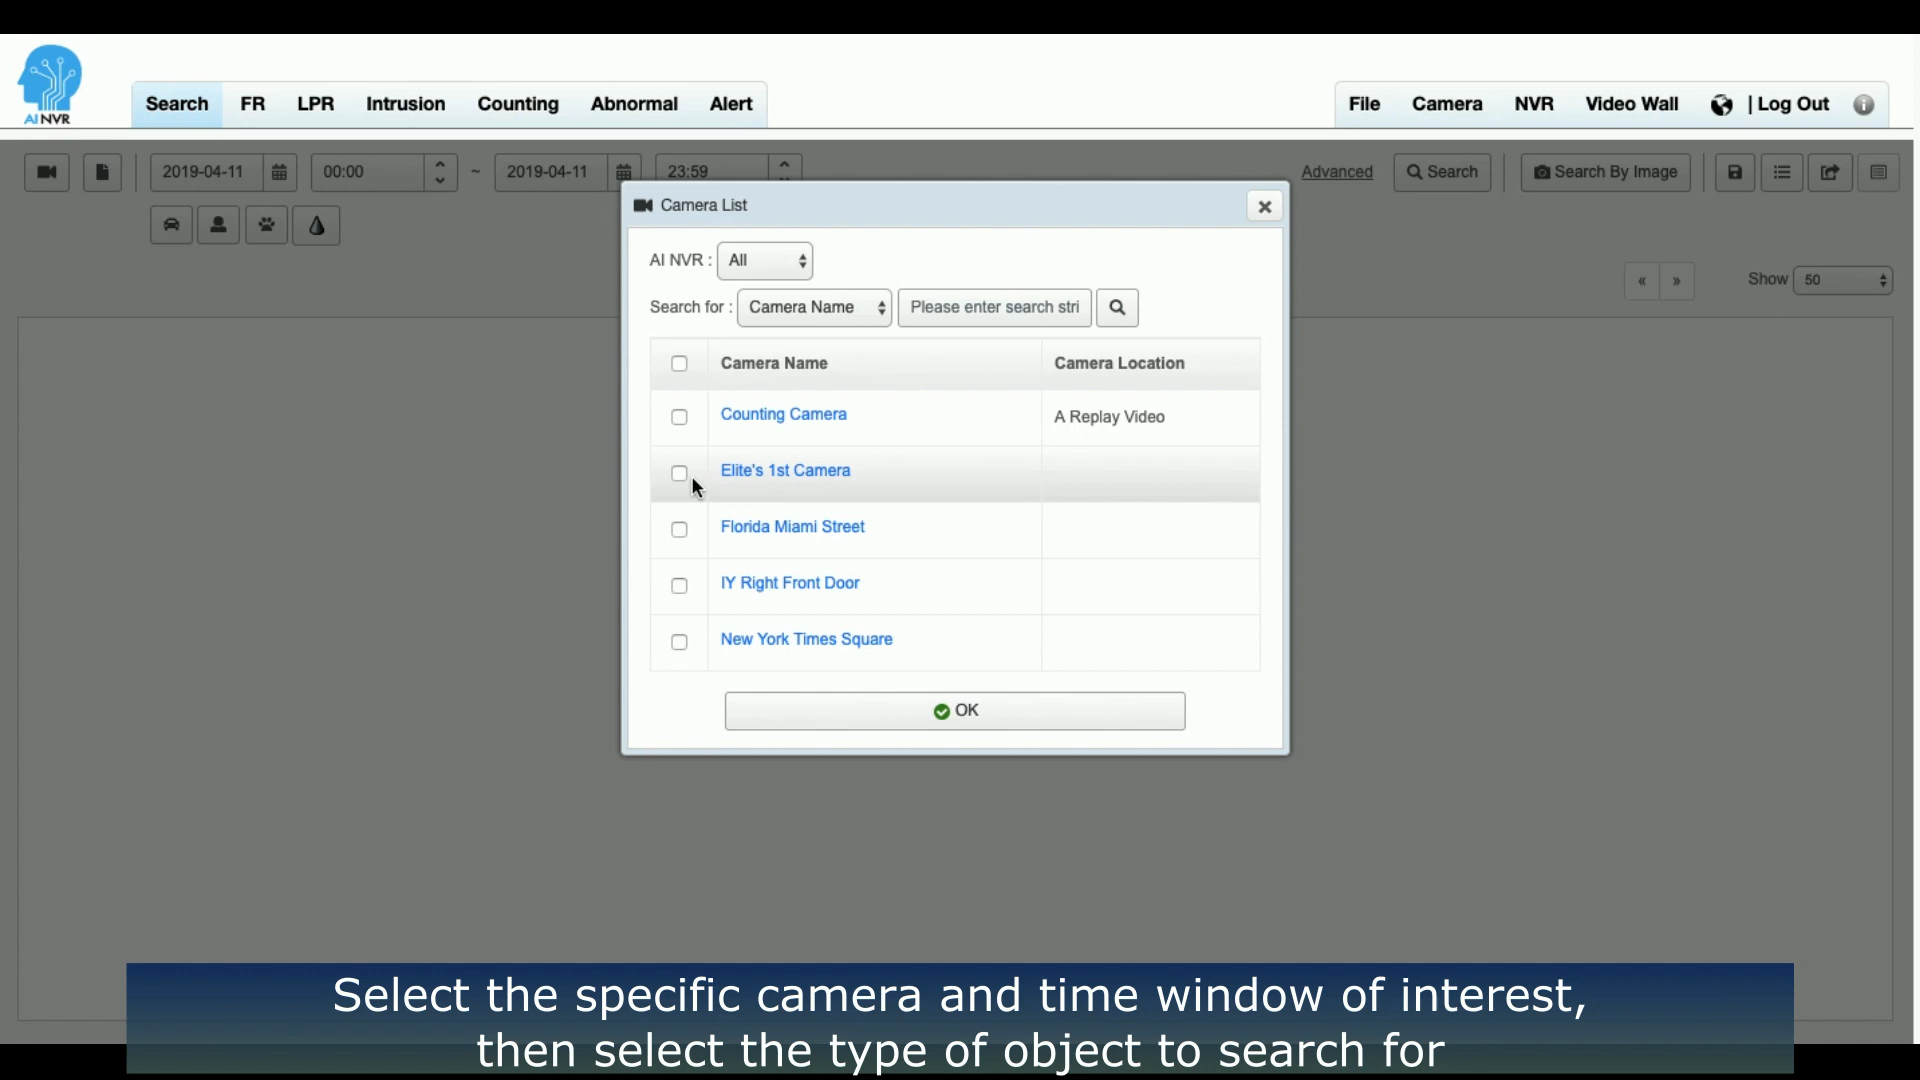 AI NVR
Search FR LPR Intrusion Counting Abnormal Alert
File Camera NVR Video Wall | Log Out
2019-04-11 00:00 ~ 2019-04-11 23:59
Advanced Search Search By Image
« » Show 50
Camera List
AI NVR : All
Search for : Camera Name Please enter search stri
Camera Name Camera Location
Counting Camera A Replay Video
Elite's 1st Camera
Florida Miami Street
IY Right Front Door
New York Times Square
OK
Select the specific camera and time window of interest,
then select the type of object to search for